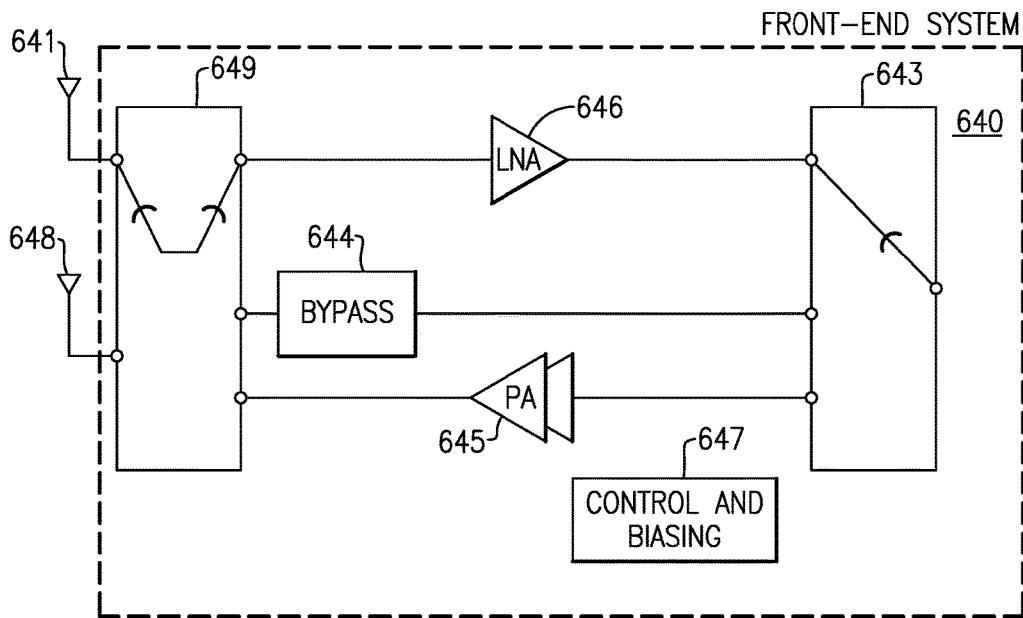 FRONT-END SYSTEM
641
649
643
646
640
LNA
648
644
BYPASS
PA
645
647
CONTROL AND
BIASING